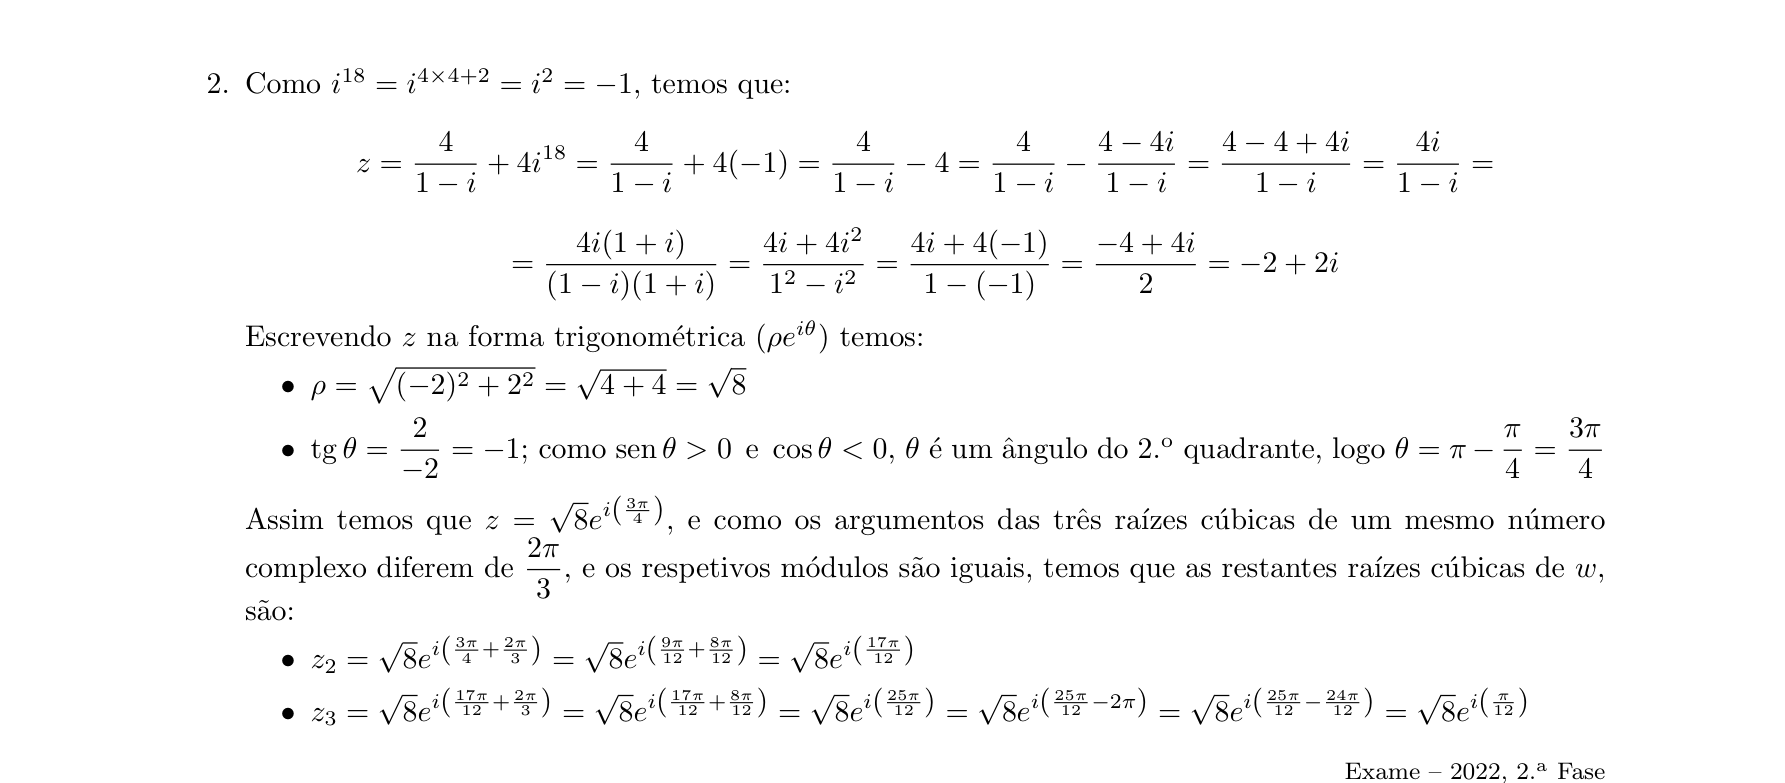 2. Como $i^{18} = i^{4\times4+2} = i^2 = -1$, temos que:
$z = \frac{4}{1-i} + 4i^{18} = \frac{4}{1-i} + 4(-1) = \frac{4}{1-i} - 4 = \frac{4}{1-i} - \frac{4-4i}{1-i} = \frac{4-4+4i}{1-i} = \frac{4i}{1-i} =$
$= \frac{4i(1+i)}{(1-i)(1+i)} = \frac{4i+4i^2}{1^2-i^2} = \frac{4i+4(-1)}{1-(-1)} = \frac{-4+4i}{2} = -2+2i$
Escrevendo $z$ na forma trigonométrica $(\rho e^{i\theta})$ temos:
• $\rho = \sqrt{(-2)^2+2^2} = \sqrt{4+4} = \sqrt{8}$
• $\operatorname{tg}\theta = \frac{2}{-2} = -1$; como $\operatorname{sen}\theta > 0$ e $\cos\theta < 0$, $\theta$ é um ângulo do 2.º quadrante, logo $\theta = \pi - \frac{\pi}{4} = \frac{3\pi}{4}$
Assim temos que $z = \sqrt{8}e^{i\left(\frac{3\pi}{4}\right)}$, e como os argumentos das três raízes cúbicas de um mesmo número
complexo diferem de $\frac{2\pi}{3}$, e os respetivos módulos são iguais, temos que as restantes raízes cúbicas de $w$,
são:
• $z_2 = \sqrt{8}e^{i\left(\frac{3\pi}{4}+\frac{2\pi}{3}\right)} = \sqrt{8}e^{i\left(\frac{9\pi}{12}+\frac{8\pi}{12}\right)} = \sqrt{8}e^{i\left(\frac{17\pi}{12}\right)}$
• $z_3 = \sqrt{8}e^{i\left(\frac{17\pi}{12}+\frac{2\pi}{3}\right)} = \sqrt{8}e^{i\left(\frac{17\pi}{12}+\frac{8\pi}{12}\right)} = \sqrt{8}e^{i\left(\frac{25\pi}{12}\right)} = \sqrt{8}e^{i\left(\frac{25\pi}{12}-2\pi\right)} = \sqrt{8}e^{i\left(\frac{25\pi}{12}-\frac{24\pi}{12}\right)} = \sqrt{8}e^{i\left(\frac{\pi}{12}\right)}$
Exame – 2022, 2.ª Fase